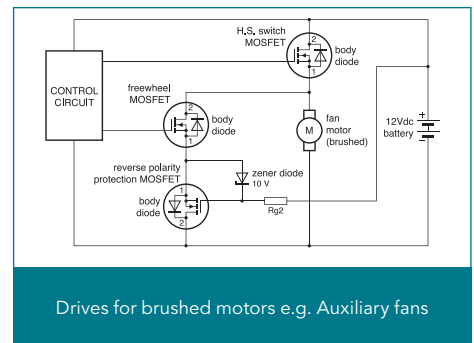 H.S. switch
MOSFET
2
body
diode
1
CONTROL
CIRCUIT
freewheel
MOSFET
2
body
diode
1
M
fan
motor
(brushed)
12Vdc
battery
+
−
reverse polarity
protection MOSFET
1
body
diode
2
zener diode
10 V
Rg2
Drives for brushed motors e.g. Auxiliary fans